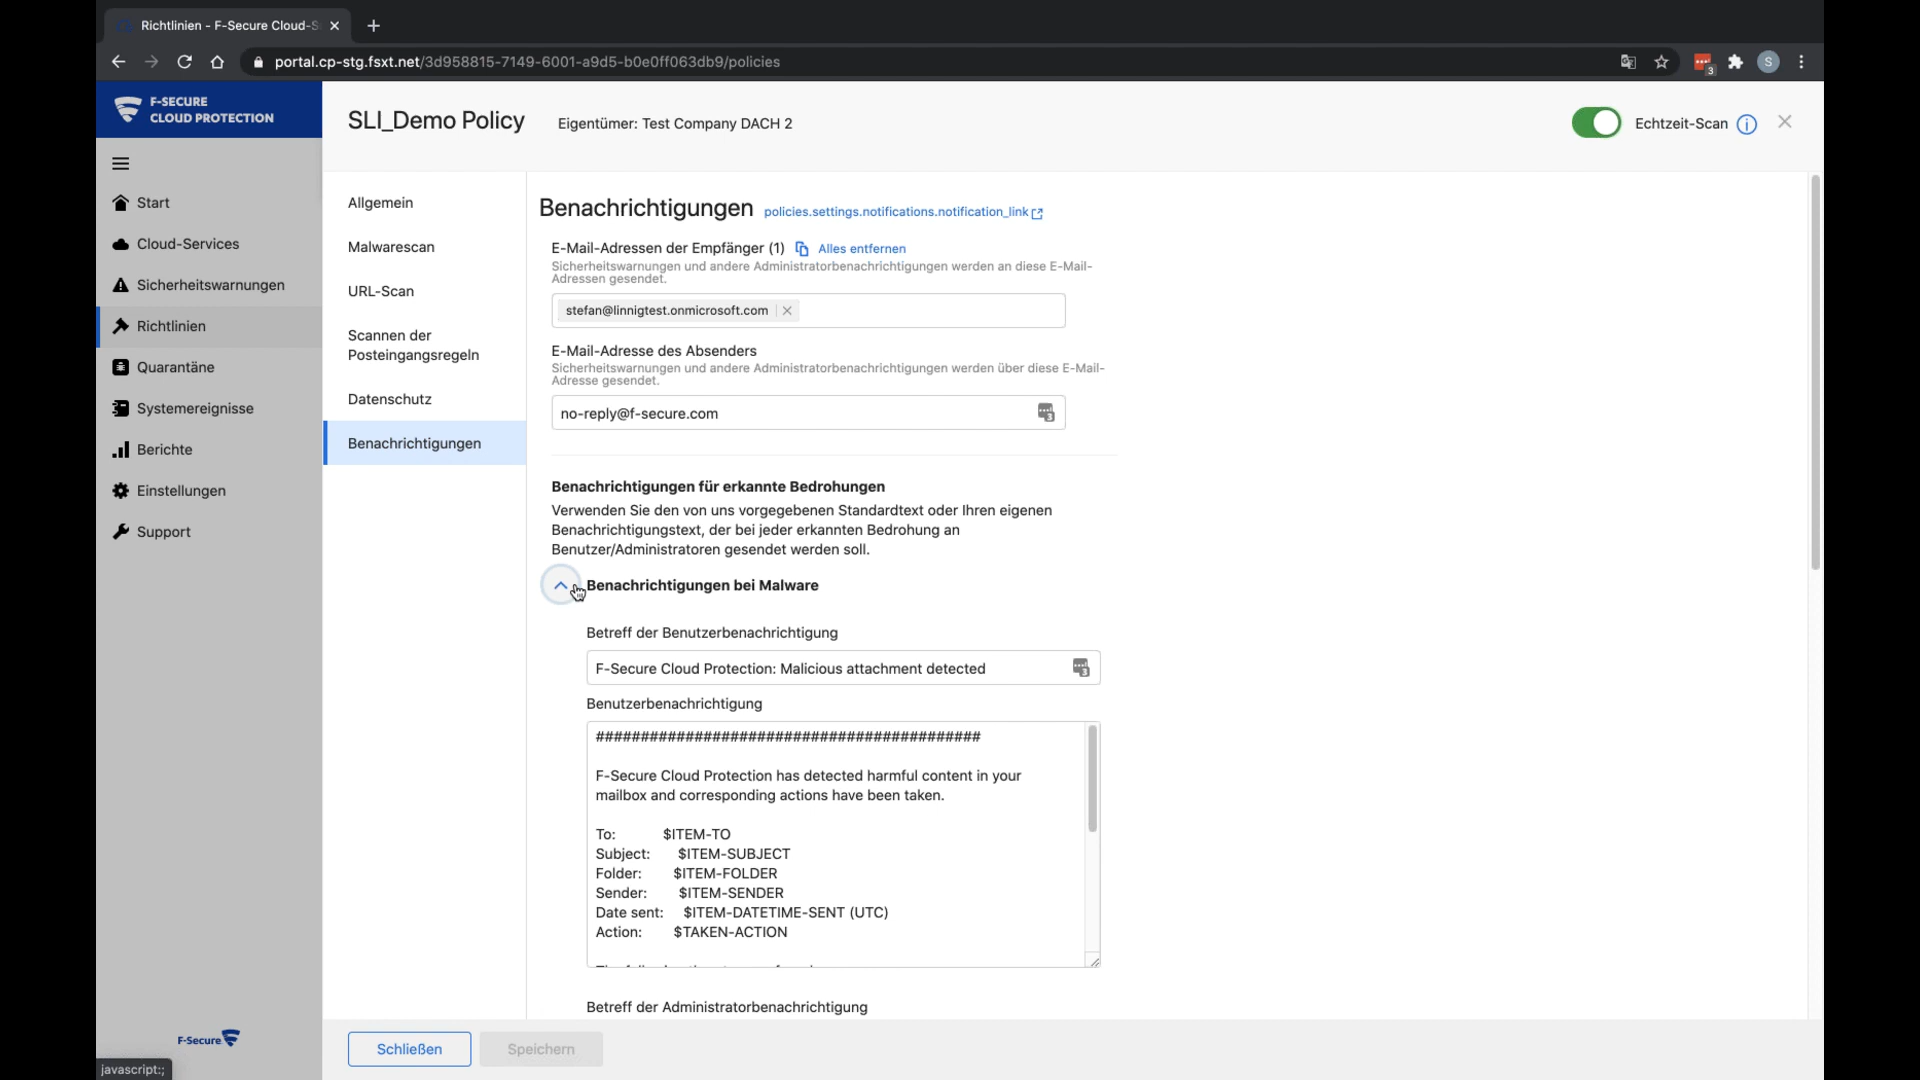 Richtlinien - F-Secure Cloud-S
portal.cp-stg.fsxt.net/3d958815-7149-6001-a9d5-b0e0ff063db9/policies
3
S
F-SECURE
CLOUD PROTECTION
Start
Cloud-Services
Sicherheitswarnungen
Richtlinien
Quarantäne
Systemereignisse
Berichte
Einstellungen
Support
F-Secure
javascript:;
SLI_Demo Policy
Eigentümer: Test Company DACH 2
Echtzeit-Scan
Allgemein
Malwarescan
URL-Scan
Scannen der
Posteingangsregeln
Datenschutz
Benachrichtigungen
Benachrichtigungen policies.settings.notifications.notification_link
E-Mail-Adressen der Empfänger (1) Alles entfernen
Sicherheitswarnungen und andere Administratorbenachrichtigungen werden an diese E-Mail-
Adressen gesendet.
stefan@linnigtest.onmicrosoft.com
E-Mail-Adresse des Absenders
Sicherheitswarnungen und andere Administratorbenachrichtigungen werden über diese E-Mail-
Adresse gesendet.
no-reply@f-secure.com
3
Benachrichtigungen für erkannte Bedrohungen
Verwenden Sie den von uns vorgegebenen Standardtext oder Ihren eigenen
Benachrichtigungstext, der bei jeder erkannten Bedrohung an
Benutzer/Administratoren gesendet werden soll.
Benachrichtigungen bei Malware
Betreff der Benutzerbenachrichtigung
F-Secure Cloud Protection: Malicious attachment detected
3
Benutzerbenachrichtigung
###########################################
F-Secure Cloud Protection has detected harmful content in your
mailbox and corresponding actions have been taken.
To: $ITEM-TO
Subject: $ITEM-SUBJECT
Folder: $ITEM-FOLDER
Sender: $ITEM-SENDER
Date sent: $ITEM-DATETIME-SENT (UTC)
Action: $TAKEN-ACTION
Betreff der Administratorbenachrichtigung
Schließen
Speichern